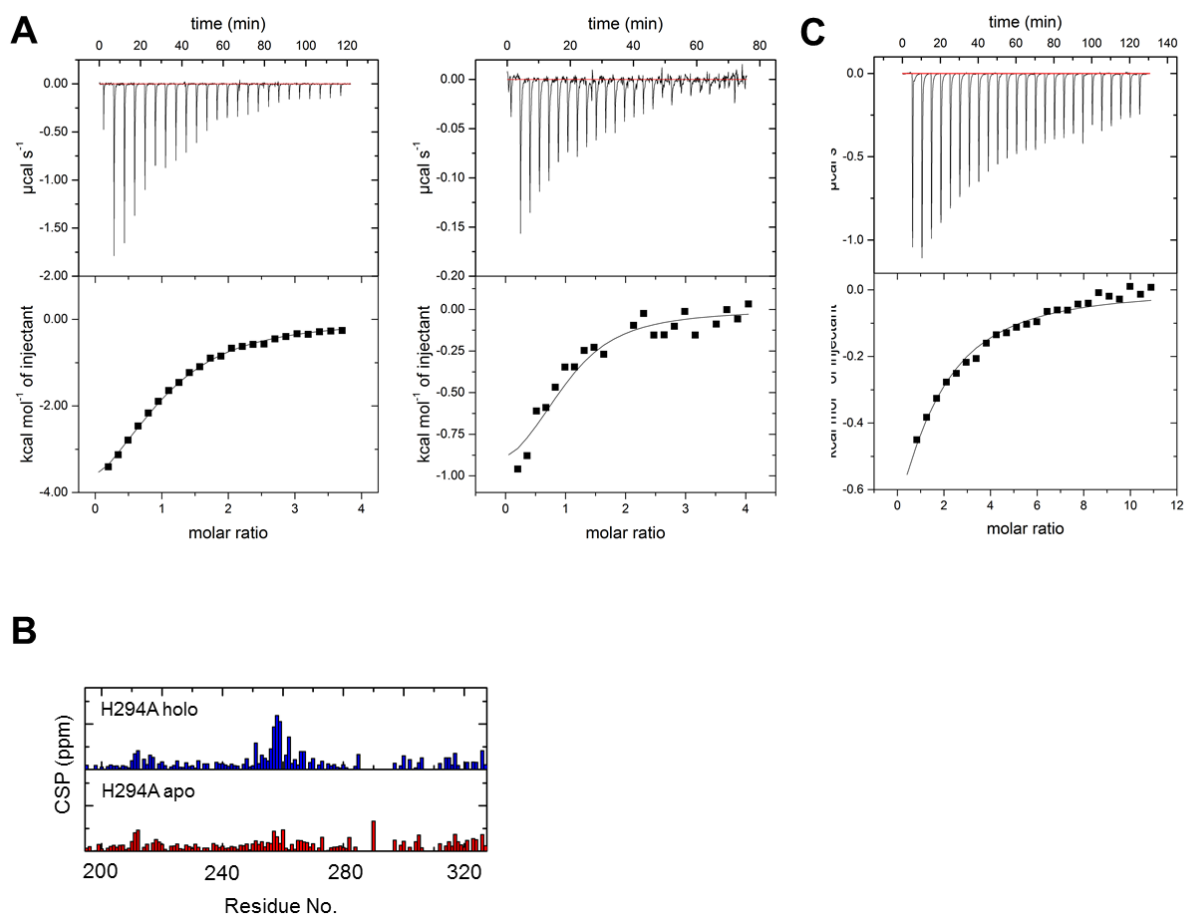 A
time (min)
0 20 40 60 80 100 120
0.00
-0.50
-1.00
-1.50
-2.00
µcal s⁻¹
0.00
-2.00
-4.00
kcal mol⁻¹ of injectant
0 1 2 3 4
molar ratio
time (min)
0 20 40 60 80
0.00
-0.05
-0.10
-0.15
-0.20
µcal s⁻¹
0.00
-0.25
-0.50
-0.75
-1.00
kcal mol⁻¹ of injectant
0 1 2 3 4
molar ratio
C
time (min)
0 20 40 60 80 100 120 140
0.0
-0.5
-1.0
0.0
-0.2
-0.4
-0.6
of injectant
0 2 4 6 8 10 12
molar ratio
B
CSP (ppm)
H294A holo
H294A apo
200 240 280 320
Residue No.